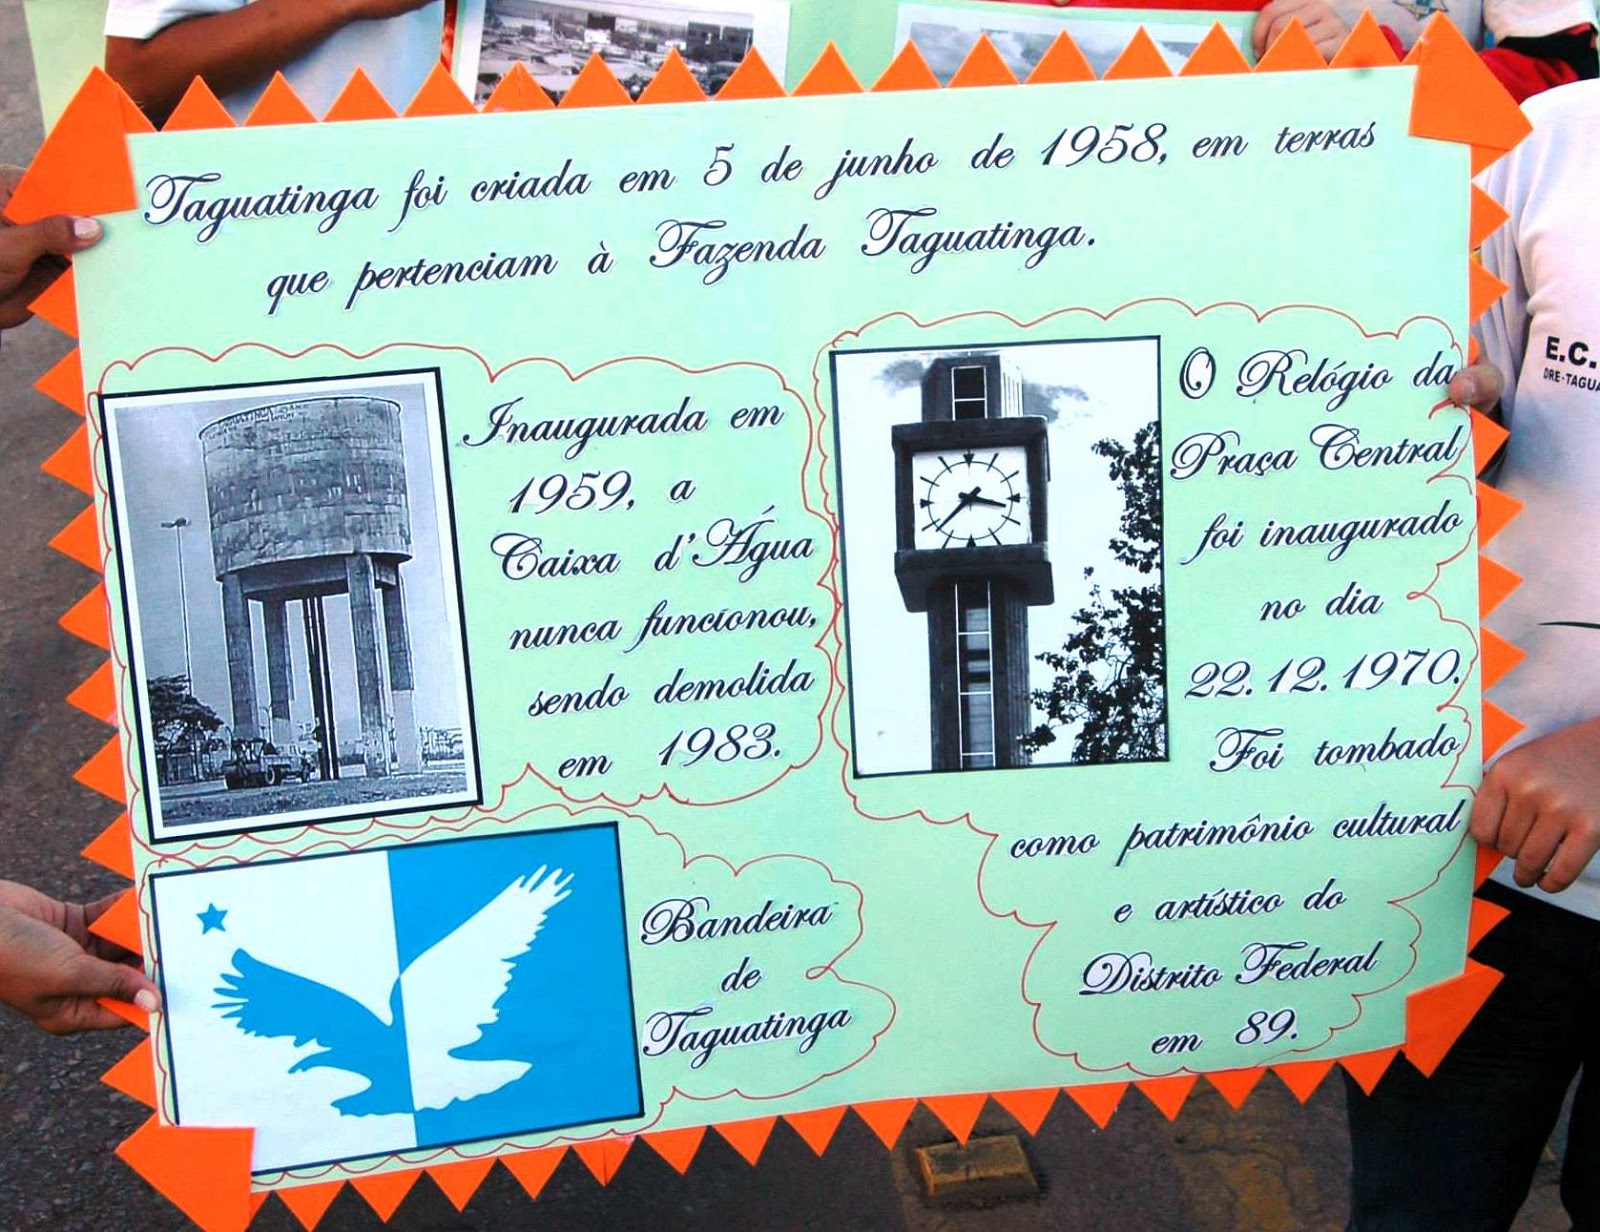 Taguatinga foi criada em 5 de junho de 1958, em terras
que pertenciam à Fazenda Taguatinga.
Inaugurada em
1959, a
Caixa d'Água
nunca funcionou,
sendo demolida
em 1983.
O Relógio da
Praça Central
foi inaugurado
no dia
22.12.1970.
Foi tombado
como patrimônio cultural
e artístico do
Distrito Federal
em 89.
Bandeira
de
Taguatinga
E.C.